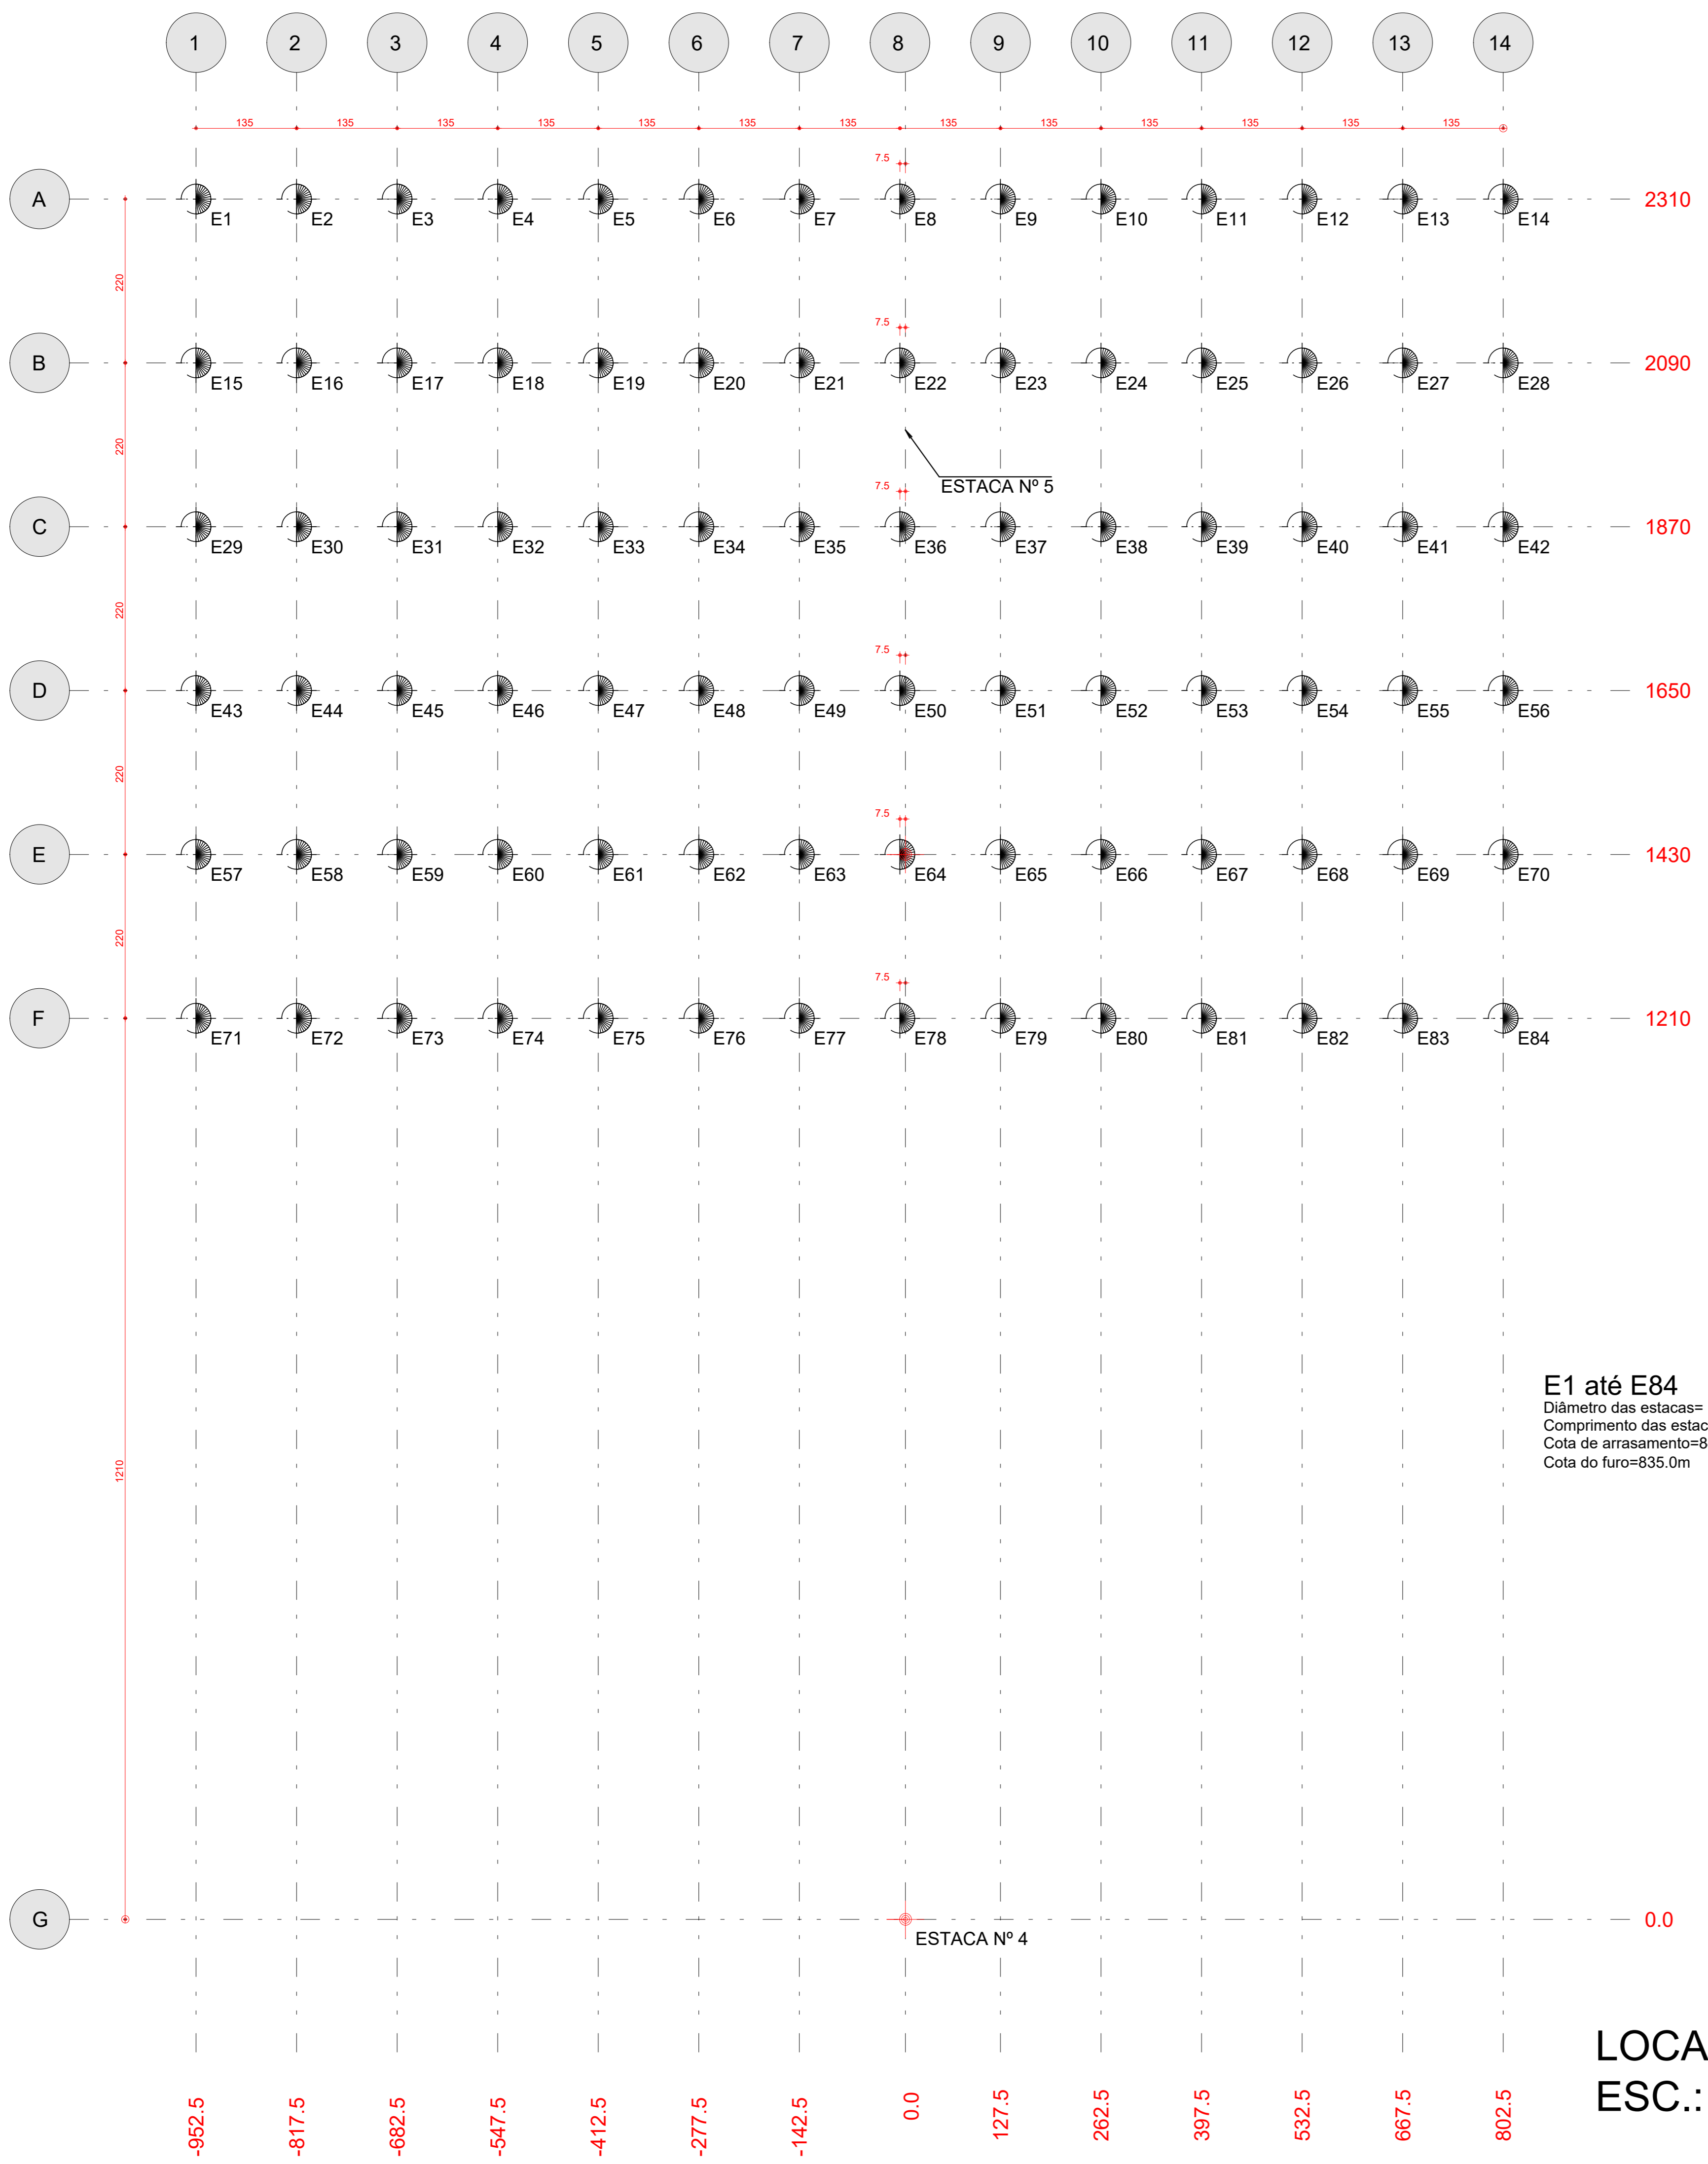 1 2 3 4 5 6 7 8 9 10 11 12 13 14
135 135 135 135 135 135 135 135 135 135 135 135 135
7.5
A E1 E2 E3 E4 E5 E6 E7 E8 E9 E10 E11 E12 E13 E14 2310
220
7.5
B E15 E16 E17 E18 E19 E20 E21 E22 E23 E24 E25 E26 E27 E28 2090
220
ESTACA Nº 5
7.5
C E29 E30 E31 E32 E33 E34 E35 E36 E37 E38 E39 E40 E41 E42 1870
220
7.5
D E43 E44 E45 E46 E47 E48 E49 E50 E51 E52 E53 E54 E55 E56 1650
220
7.5
E E57 E58 E59 E60 E61 E62 E63 E64 E65 E66 E67 E68 E69 E70 1430
220
7.5
F E71 E72 E73 E74 E75 E76 E77 E78 E79 E80 E81 E82 E83 E84 1210
E1 até E84
Diâmetro das estacas=
Comprimento das estac
Cota de arrasamento=8
Cota do furo=835.0m
1210
G 0.0
ESTACA Nº 4
LOCA
ESC.:
-952.5 -817.5 -682.5 -547.5 -412.5 -277.5 -142.5 0.0 127.5 262.5 397.5 532.5 667.5 802.5